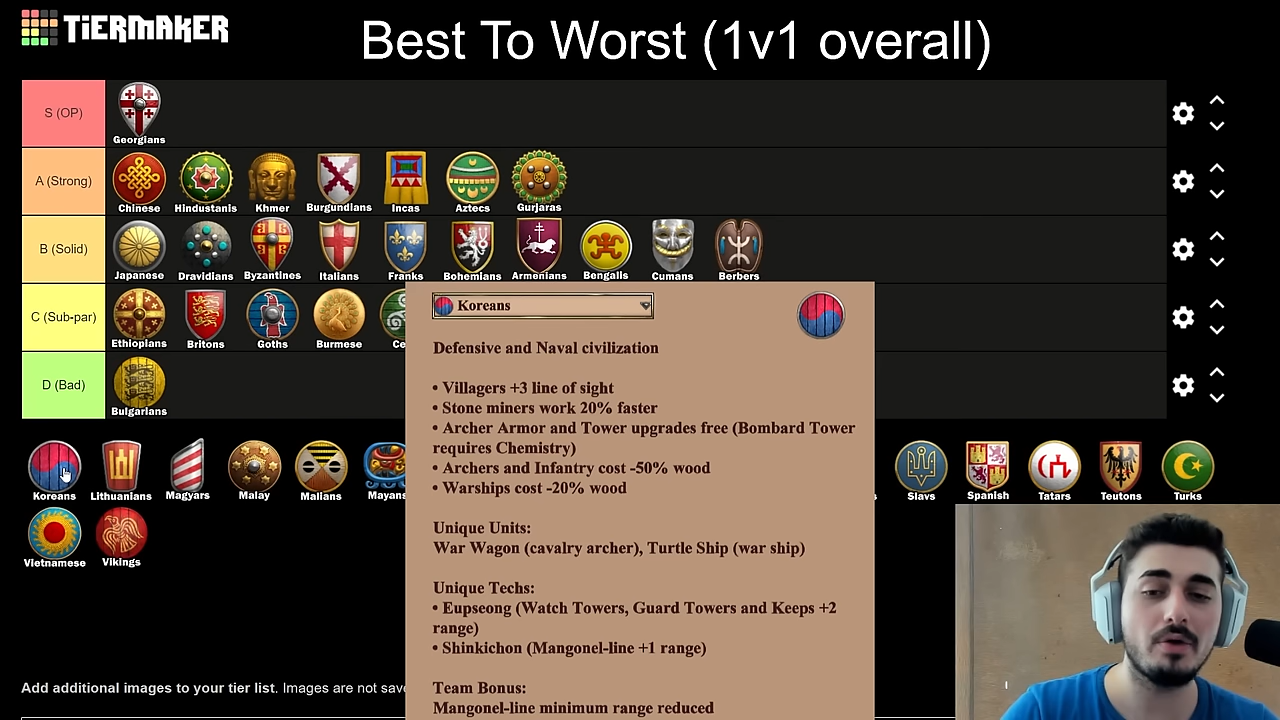 TIERMAKER
Best To Worst (1v1 overall)
S (OP)
Georgians
A (Strong)
Chinese
Hindustanis
Khner
Burgundians
Incas
Aztecs
Gurjaras
B (Solid)
Japanese
Dravidians
Byzantines
Italians
Franks
Bohemians
Armenians
Bengalis
Cumans
Berbers
C (Sub-par)
Ethiopians
Britons
Goths
Burmese
Ce
D (Bad)
Bulgarians
Koreans
Lithuanians
Magyars
Malay
Malians
Mayans
s
Slavs
Spanish
Tatars
Teutons
Turks
Vietnamese
Vikings
Koreans
Defensive and Naval civilization
• Villagers +3 line of sight
• Stone miners work 20% faster
• Archer Armor and Tower upgrades free (Bombard Tower
requires Chemistry)
• Archers and Infantry cost -50% wood
• Warships cost -20% wood
Unique Units:
War Wagon (cavalry archer), Turtle Ship (war ship)
Unique Techs:
• Eupseong (Watch Towers, Guard Towers and Keeps +2
range)
• Shinkichon (Mangonel-line +1 range)
Team Bonus:
Mangonel-line minimum range reduced
Add additional images to your tier list. Images are not save